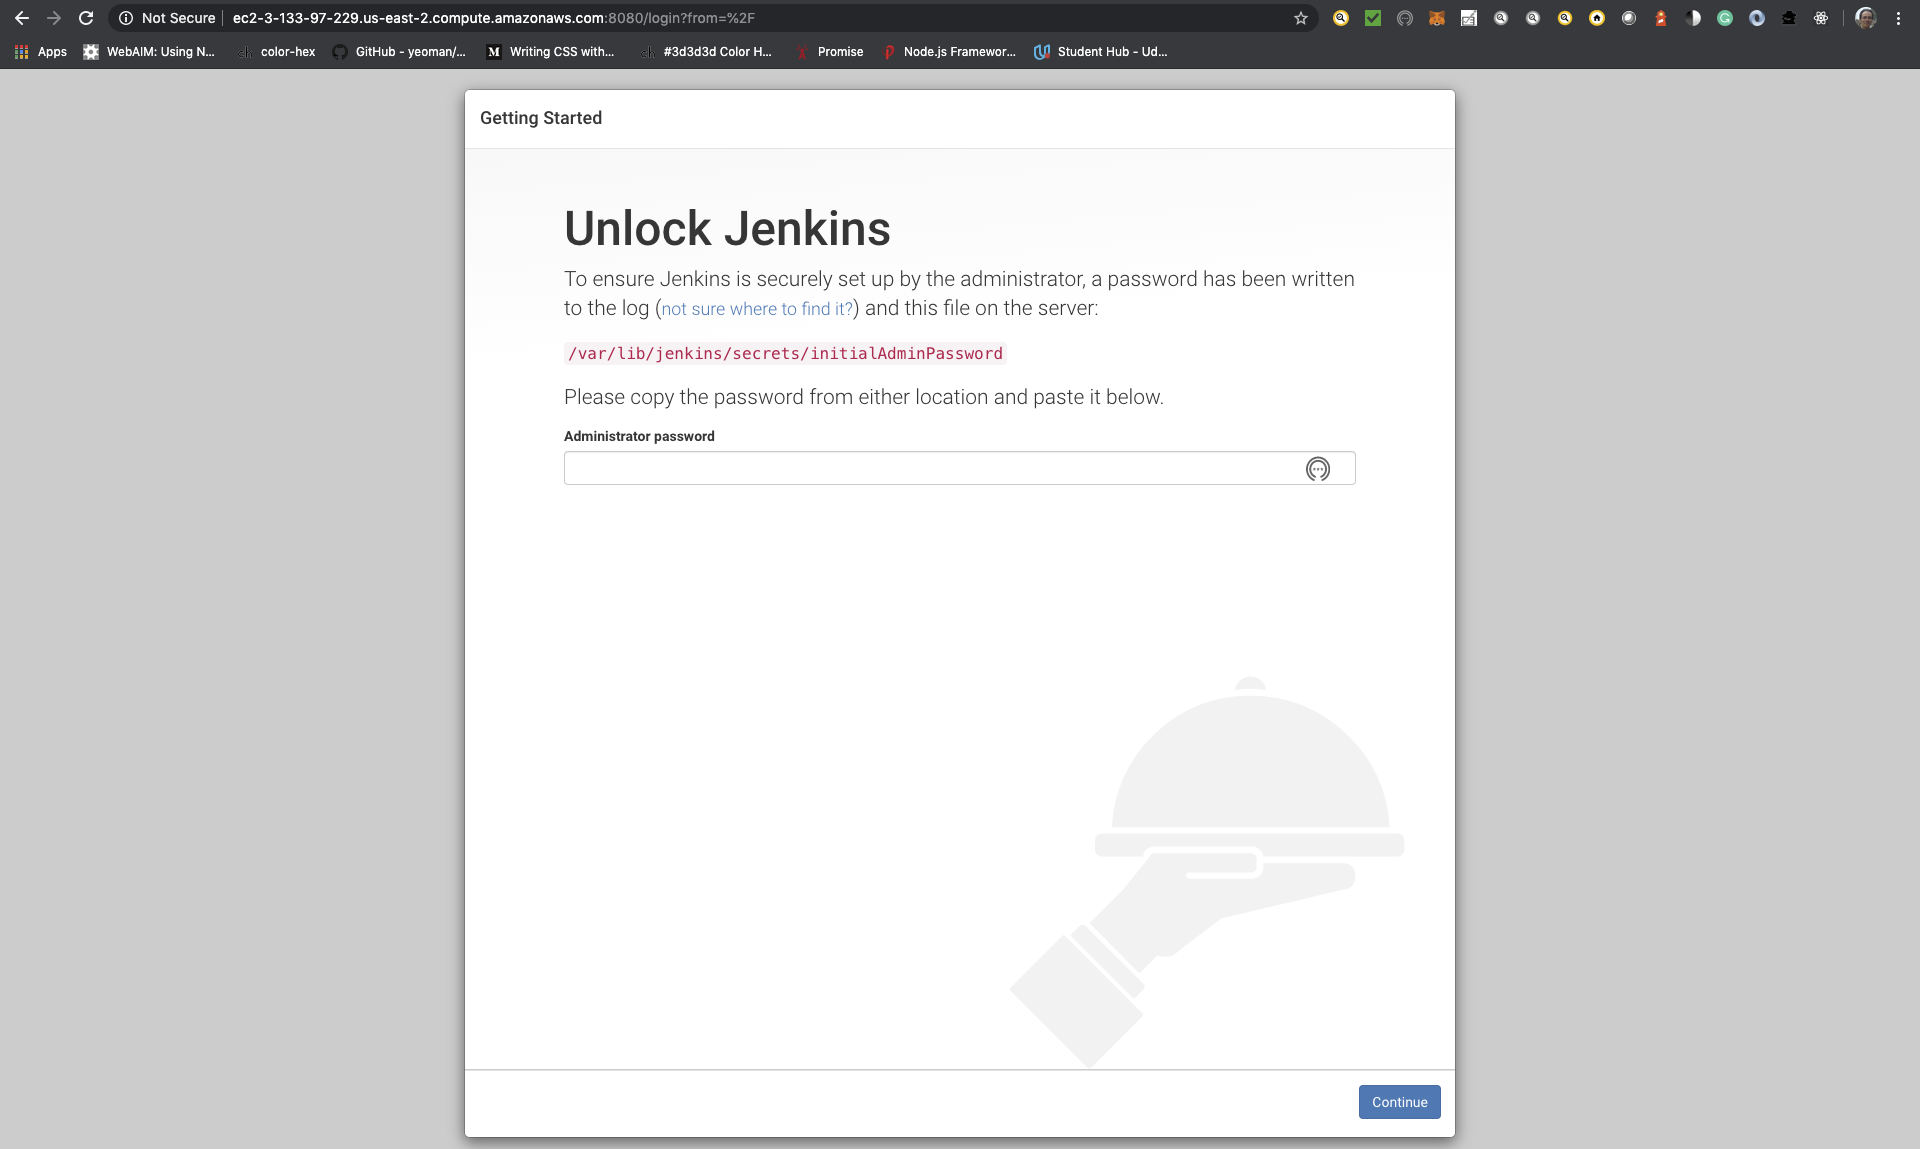 Not Secure | ec2-3-133-97-229.us-east-2.compute.amazonaws.com:8080/login?from=%2F
Apps WebAIM: Using N... color-hex GitHub - yeoman/... Writing CSS with... #3d3d3d Color H... Promise Node.js Framewor... Student Hub - Ud...
Getting Started
Unlock Jenkins
To ensure Jenkins is securely set up by the administrator, a password has been written
to the log (not sure where to find it?) and this file on the server:
/var/lib/jenkins/secrets/initialAdminPassword
Please copy the password from either location and paste it below.
Administrator password
Continue